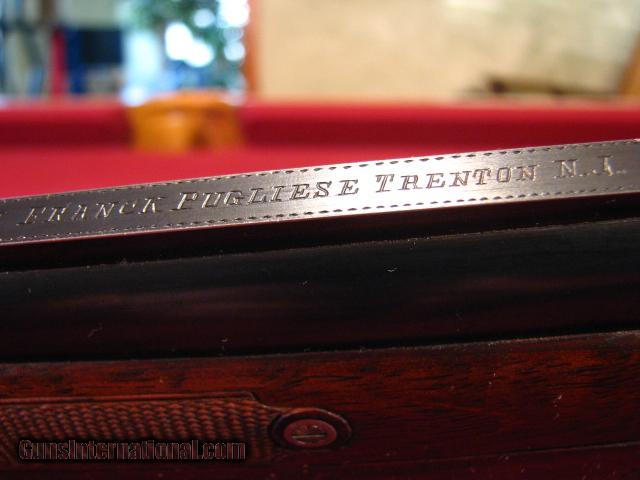 FRANCK PUGLIESE TRENTON N.J.
GunsInternational.com